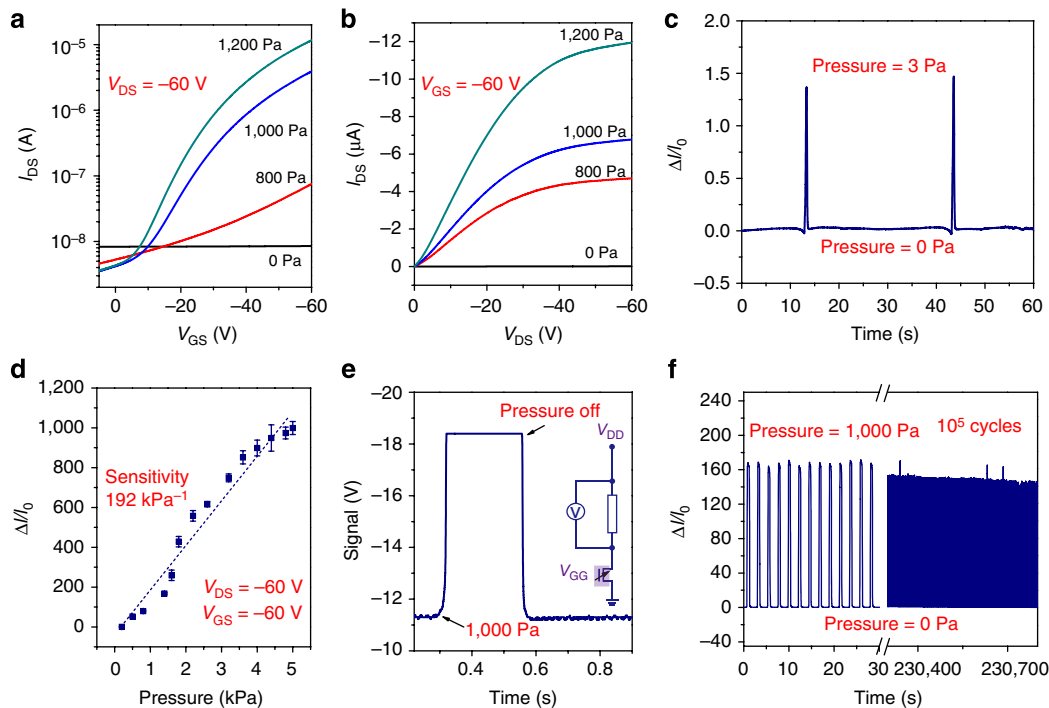 a
10⁻⁵
10⁻⁶
10⁻⁷
10⁻⁸
I_DS (A)
1,200 Pa
V_DS = –60 V
1,000 Pa
800 Pa
0 Pa
0
–20
–40
–60
V_GS (V)
b
–12
–10
–8
–6
–4
–2
0
I_DS (µA)
1,200 Pa
V_GS = –60 V
1,000 Pa
800 Pa
0 Pa
0
–20
–40
–60
V_DS (V)
c
2.0
1.5
1.0
0.5
0.0
–0.5
ΔI/I₀
Pressure = 3 Pa
Pressure = 0 Pa
0
10
20
30
40
50
60
Time (s)
d
1,200
1,000
800
600
400
200
0
ΔI/I₀
Sensitivity
192 kPa⁻¹
V_DS = –60 V
V_GS = –60 V
0
1
2
3
4
5
Pressure (kPa)
e
–20
–18
–16
–14
–12
–10
Signal (V)
Pressure off
V_DD
V
V_GG
1,000 Pa
0.2
0.4
0.6
0.8
Time (s)
f
240
200
160
120
80
40
0
–40
ΔI/I₀
Pressure = 1,000 Pa
10⁵ cycles
Pressure = 0 Pa
0
10
20
30
230,400
230,700
Time (s)